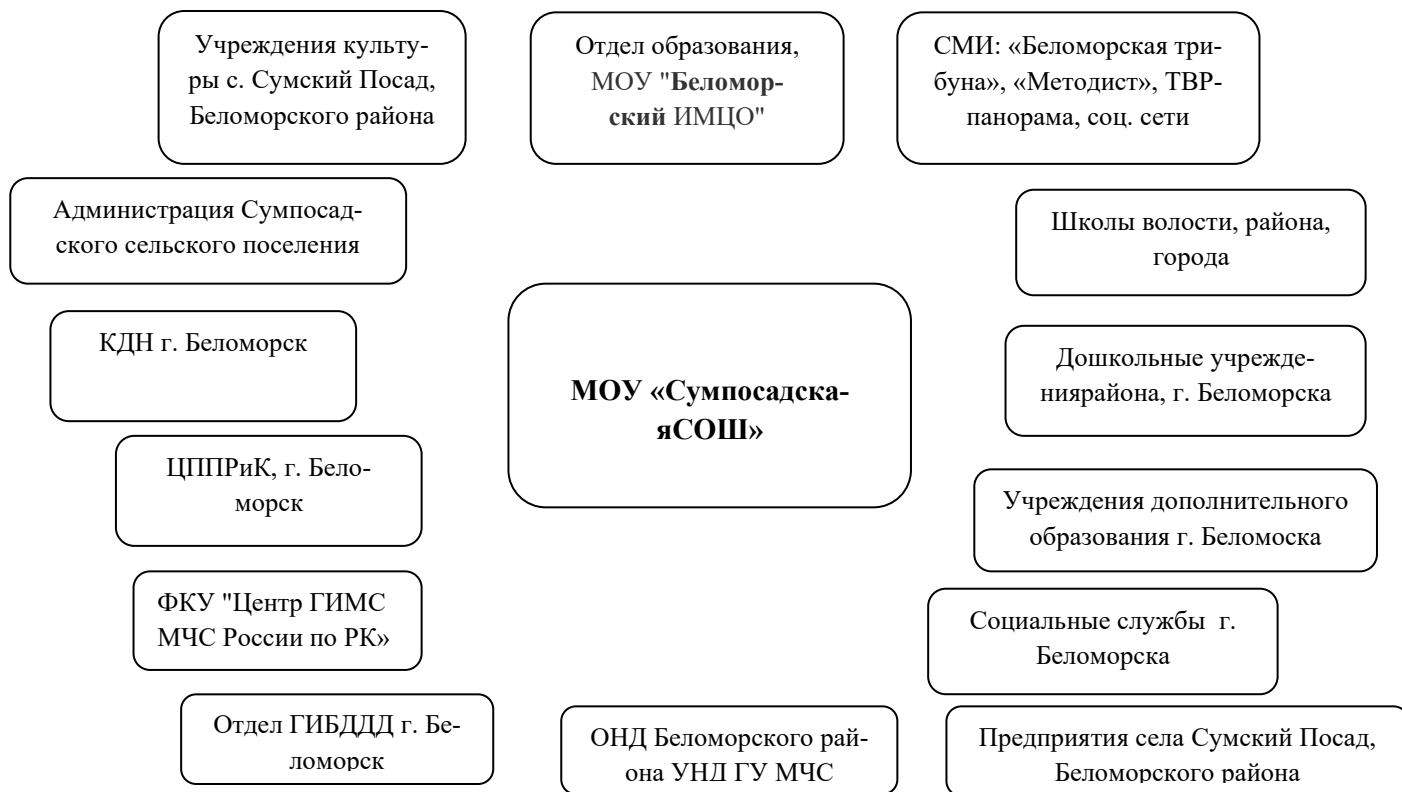 Учреждения культу-
ры с. Сумский Посад,
Беломорского района
Отдел образования,
МОУ "Беломор-
ский ИМЦО"
СМИ: «Беломорская три-
буна», «Методист», ТВР-
панорама, соц. сети
Администрация Сумпосад-
ского сельского поселения
Школы волости, района,
города
КДН г. Беломорск
МОУ «Сумпосадска-
яСОШ»
Дошкольные учрежде-
ниярайона, г. Беломорска
ЦППРиК, г. Бело-
морск
Учреждения дополнительного
образования г. Беломоска
ФКУ "Центр ГИМС
МЧС России по РК»
Социальные службы  г.
Беломорска
Отдел ГИБДДД г. Бе-
ломорск
ОНД Беломорского рай-
она УНД ГУ МЧС
Предприятия села Сумский Посад,
Беломорского района